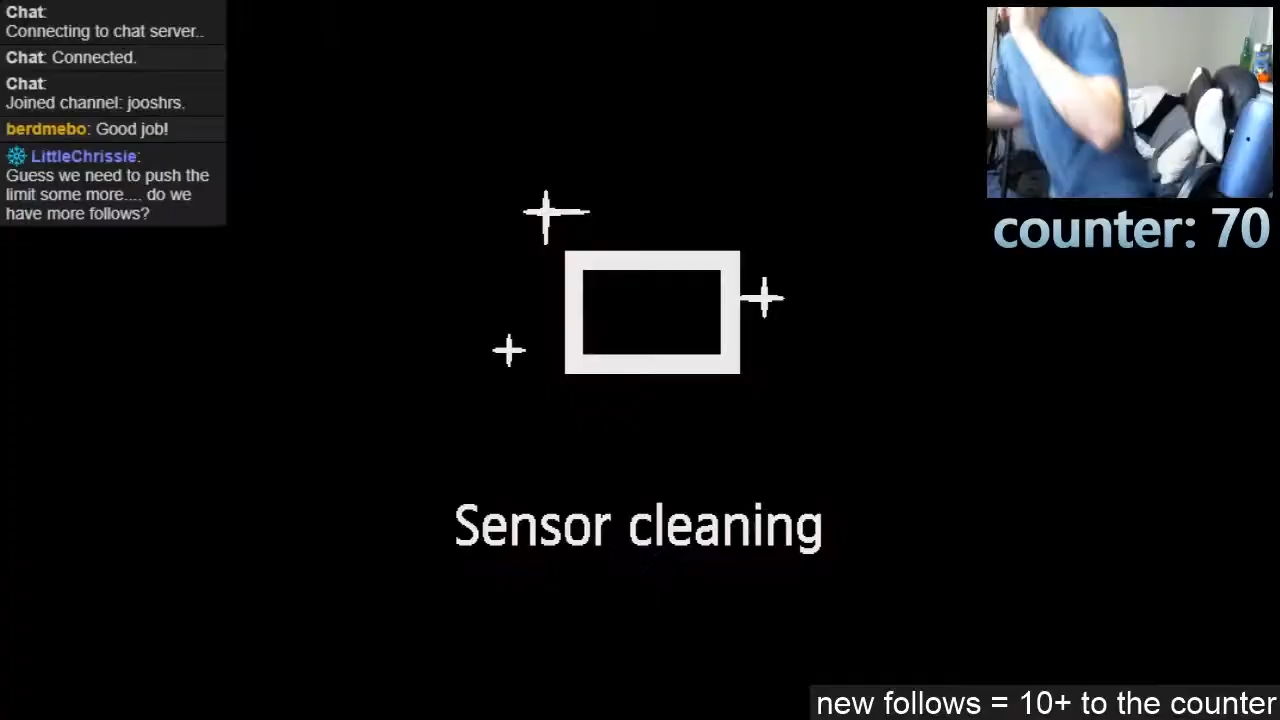 Chat:
Connecting to chat server..
Chat: Connected.
Chat:
Joined channel: jooshrs.
berdmebo: Good job!
LittleChrissie:
Guess we need to push the
limit some more.... do we
have more follows?
counter: 70
Sensor cleaning
new follows = 10+ to the counter